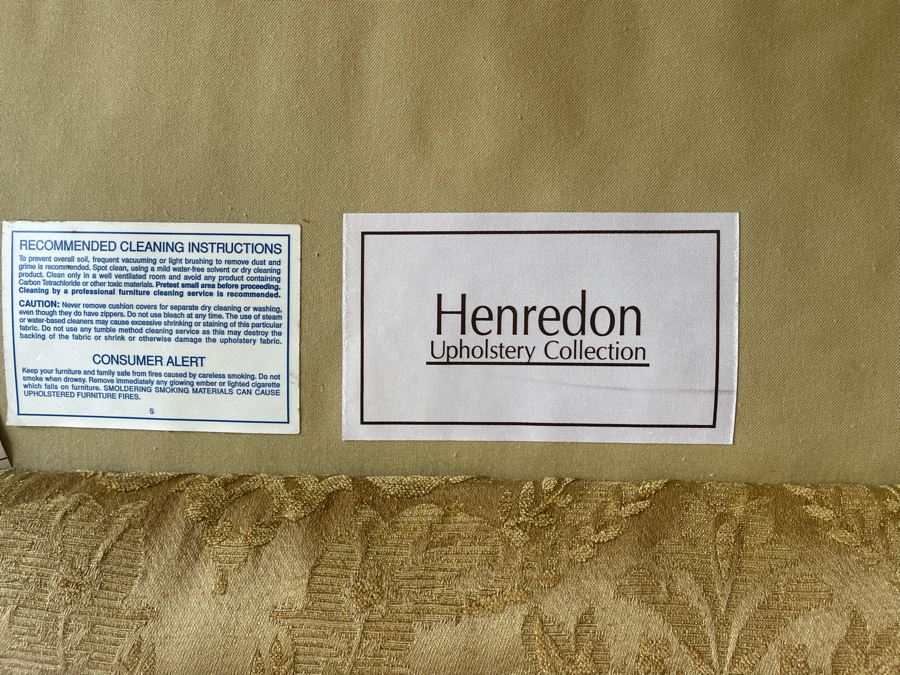 RECOMMENDED CLEANING INSTRUCTIONS
To prevent overall soil, frequent vacuuming or light brushing to remove dust and
grime is recommended. Spot clean, using a mild water-free solvent or dry cleaning
product. Clean only in a well ventilated room and avoid any product containing
Carbon Tetrachloride or other toxic materials. Pretest small area before proceeding.
Cleaning by a professional furniture cleaning service is recommended.
CAUTION: Never remove cushion covers for separate dry cleaning or washing,
even though they do have zippers. Do not use bleach at any time. The use of steam
or water-based cleaners may cause excessive shrinking or staining of this particular
fabric. Do not use any tumble method cleaning service as this may destroy the
backing of the fabric or shrink or otherwise damage the upholstery fabric.
CONSUMER ALERT
Keep your furniture and family safe from fires caused by careless smoking. Do not
smoke when drowsy. Remove immediately any glowing ember or lighted cigarette
which falls on furniture. SMOLDERING SMOKING MATERIALS CAN CAUSE
UPHOLSTERED FURNITURE FIRES.
S
Henredon
Upholstery Collection